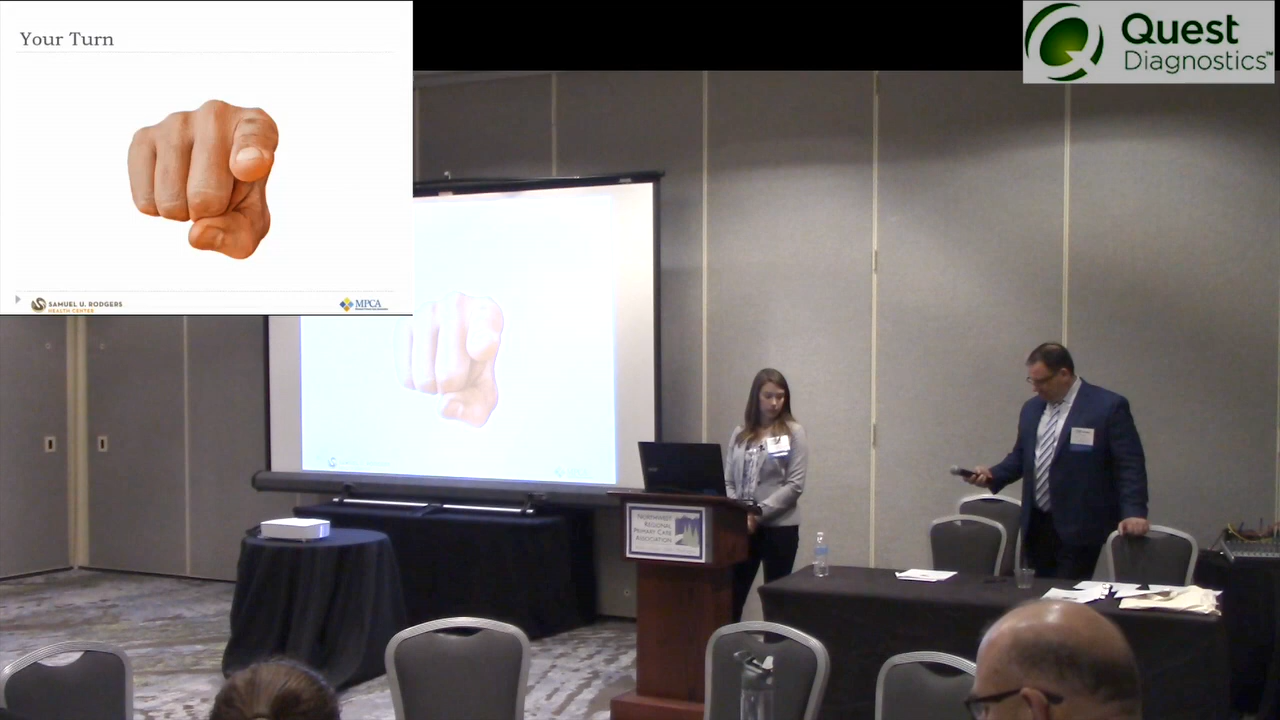 Your Turn
SAMUEL U. RODGERS
HEALTH CENTER
MPCA
Quest
Diagnostics™
NORTHWEST
REGIONAL
PRIMARY CARE
ASSOCIATION